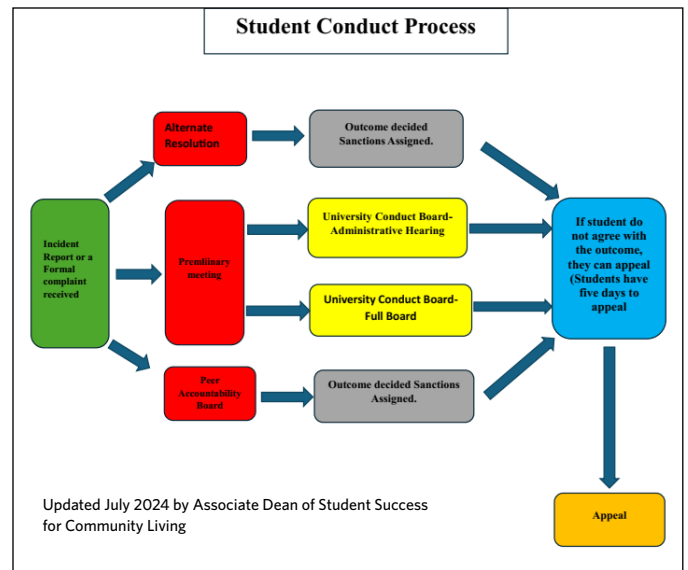 Student Conduct Process
Alternate
Resolution
Outcome decided
Sanctions Assigned.
Incident
Report or a
Formal
complaint
received
Premilinary
meeting
University Conduct Board-
Administrative Hearing
University Conduct Board-
Full Board
If student do
not agree with
the outcome,
they can appeal
(Students have
five days to
appeal
Peer
Accountability
Board
Outcome decided Sanctions
Assigned.
Appeal
Updated July 2024 by Associate Dean of Student Success
for Community Living